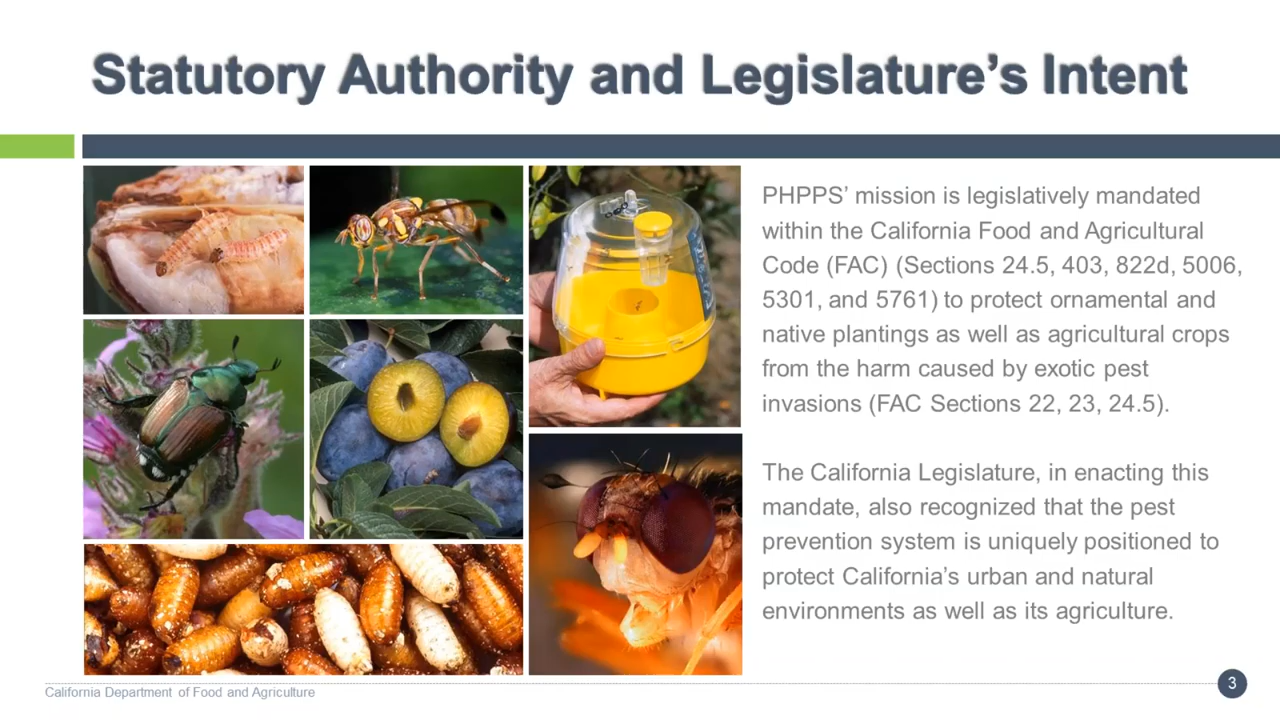 Statutory Authority and Legislature’s Intent
PHPPS’ mission is legislatively mandated
within the California Food and Agricultural
Code (FAC) (Sections 24.5, 403, 822d, 5006,
5301, and 5761) to protect ornamental and
native plantings as well as agricultural crops
from the harm caused by exotic pest
invasions (FAC Sections 22, 23, 24.5).
The California Legislature, in enacting this
mandate, also recognized that the pest
prevention system is uniquely positioned to
protect California’s urban and natural
environments as well as its agriculture.
California Department of Food and Agriculture
3